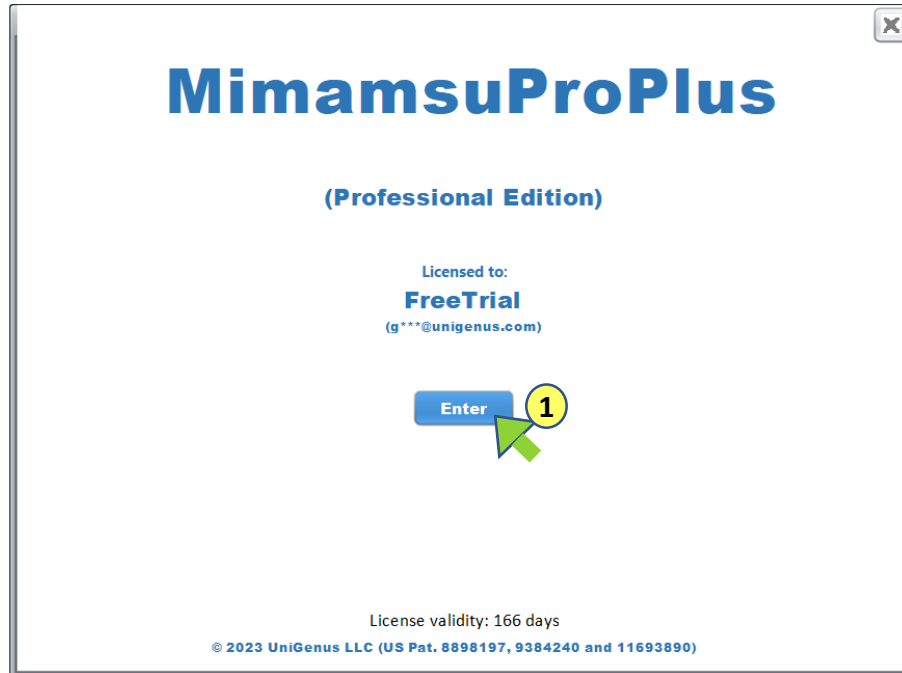 MimamsuProPlus
(Professional Edition)
Licensed to:
FreeTrial
(g***@unigenus.com)
Enter
1
License validity: 166 days
© 2023 UniGenus LLC (US Pat. 8898197, 9384240 and 11693890)